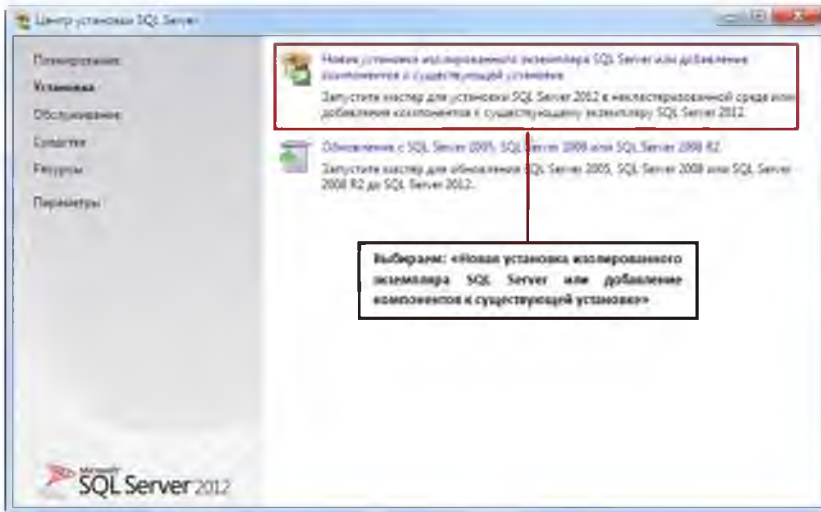 Центр установки SQL Server
Планирование
Установка
Обслуживание
Средства
Ресурсы
Параметры
Новая установка изолированного экземпляра SQL Server или добавление
компонентов к существующей установке
Запустите мастер для установки SQL Server 2012 в некластеризованной среде или
добавления компонентов к существующему экземпляру SQL Server 2012.
Обновление с SQL Server 2005, SQL Server 2008 или SQL Server 2008 R2
Запустите мастер для обновления SQL Server 2005, SQL Server 2008 или SQL Server
2008 R2 до SQL Server 2012.
Выбираем: «Новая установка изолированного
экземпляра SQL Server или добавление
компонентов к существующей установке»
Microsoft
SQL Server 2012